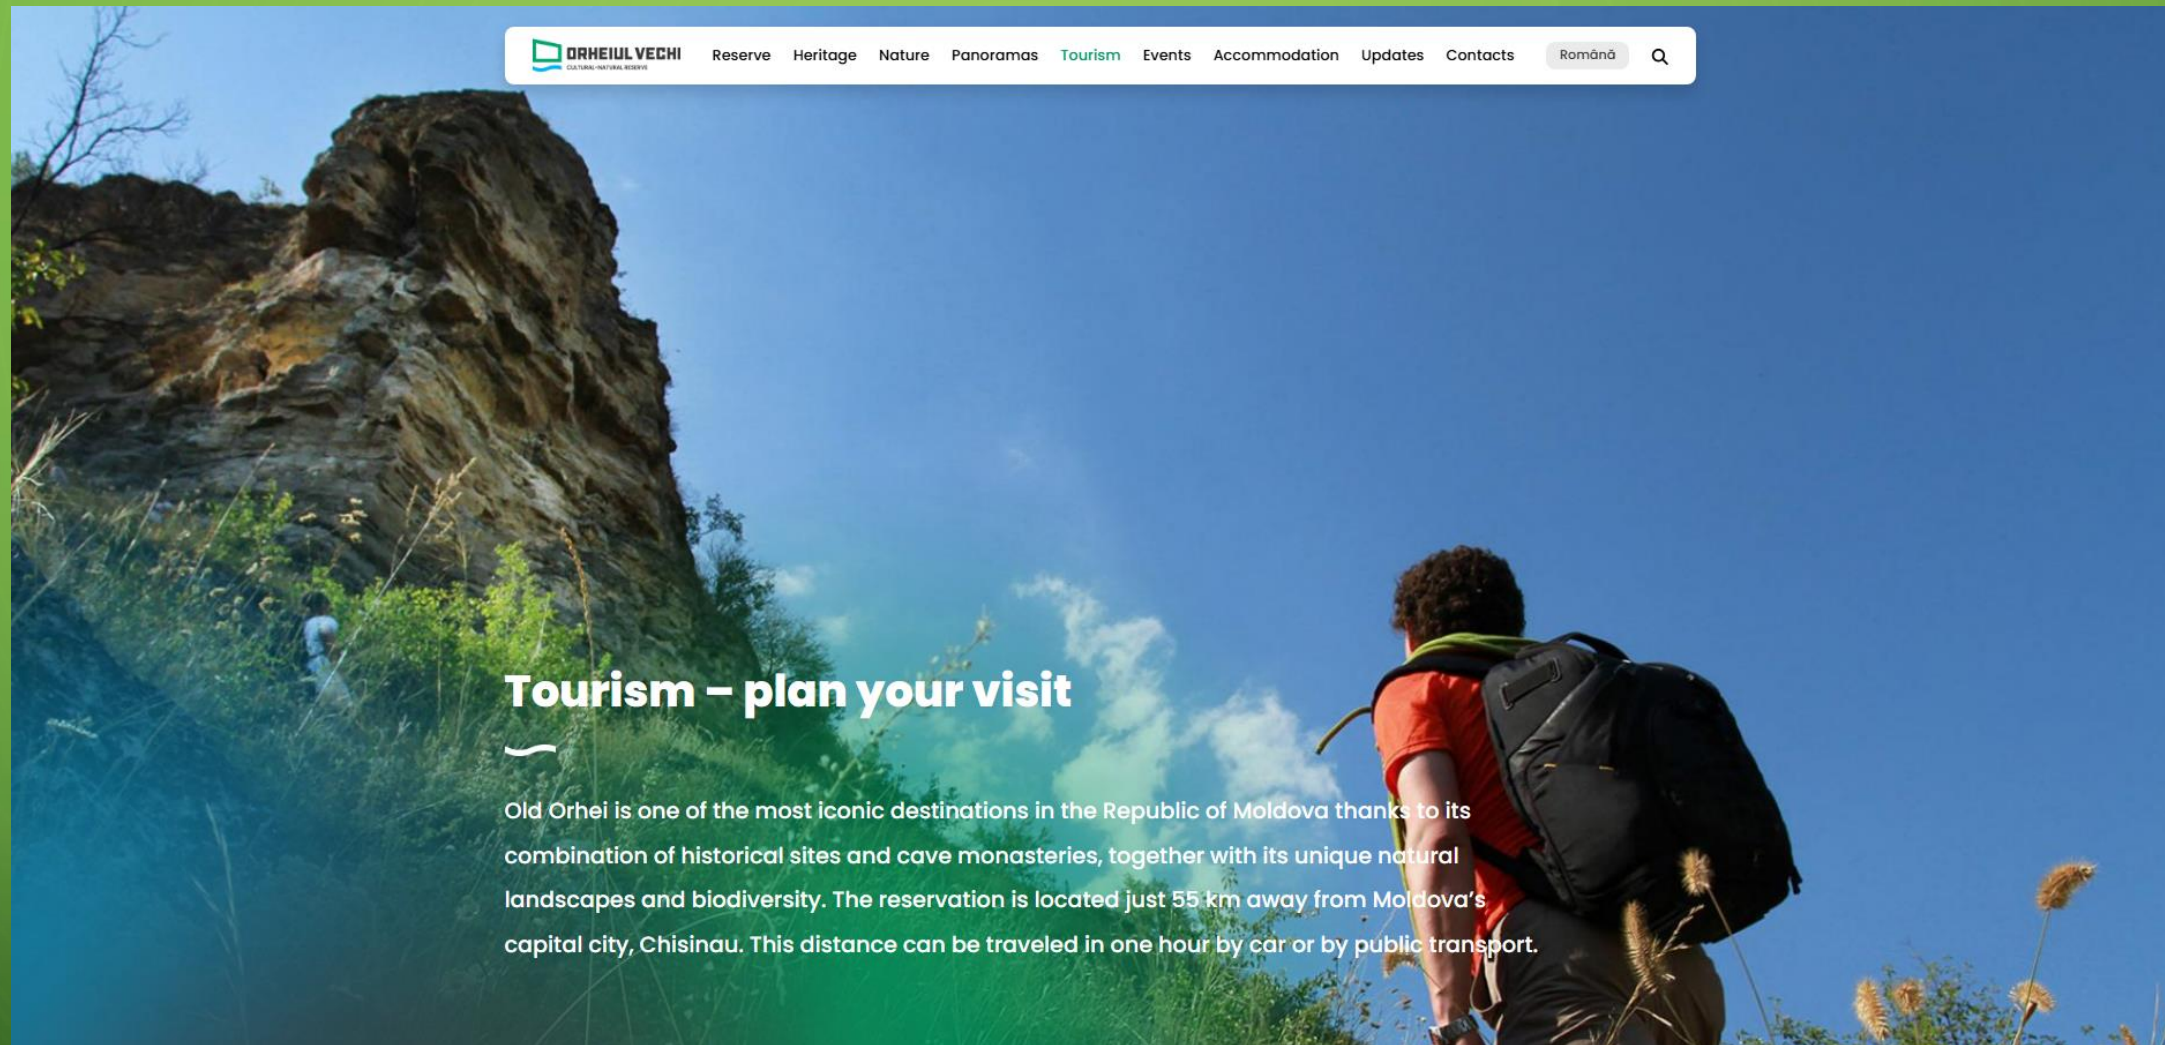 ORHEIUL VECHI
CULTURAL-NATURAL RESERVE
Reserve Heritage Nature Panoramas Tourism Events Accommodation Updates Contacts Română
Tourism – plan your visit
Old Orhei is one of the most iconic destinations in the Republic of Moldova thanks to its
combination of historical sites and cave monasteries, together with its unique natural
landscapes and biodiversity. The reservation is located just 55 km away from Moldova’s
capital city, Chisinau. This distance can be traveled in one hour by car or by public transport.